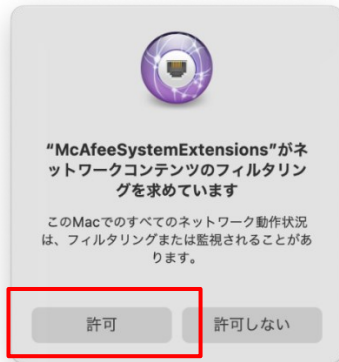 “McAfeeSystemExtensions”がネ
ットワークコンテンツのフィルタリン
グを求めています
このMacでのすべてのネットワーク動作状況
は、フィルタリングまたは監視されることがあ
ります。
許可
許可しない